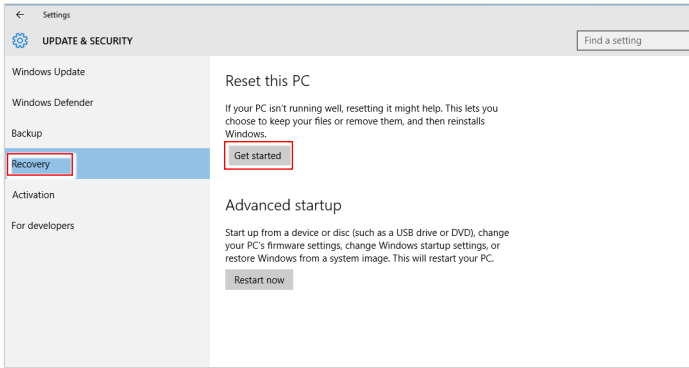 Settings
UPDATE & SECURITY
Find a setting
Windows Update
Windows Defender
Backup
Recovery
Activation
For developers
Reset this PC
If your PC isn't running well, resetting it might help. This lets you
choose to keep your files or remove them, and then reinstalls
Windows.
Get started
Advanced startup
Start up from a device or disc (such as a USB drive or DVD), change
your PC's firmware settings, change Windows startup settings, or
restore Windows from a system image. This will restart your PC.
Restart now